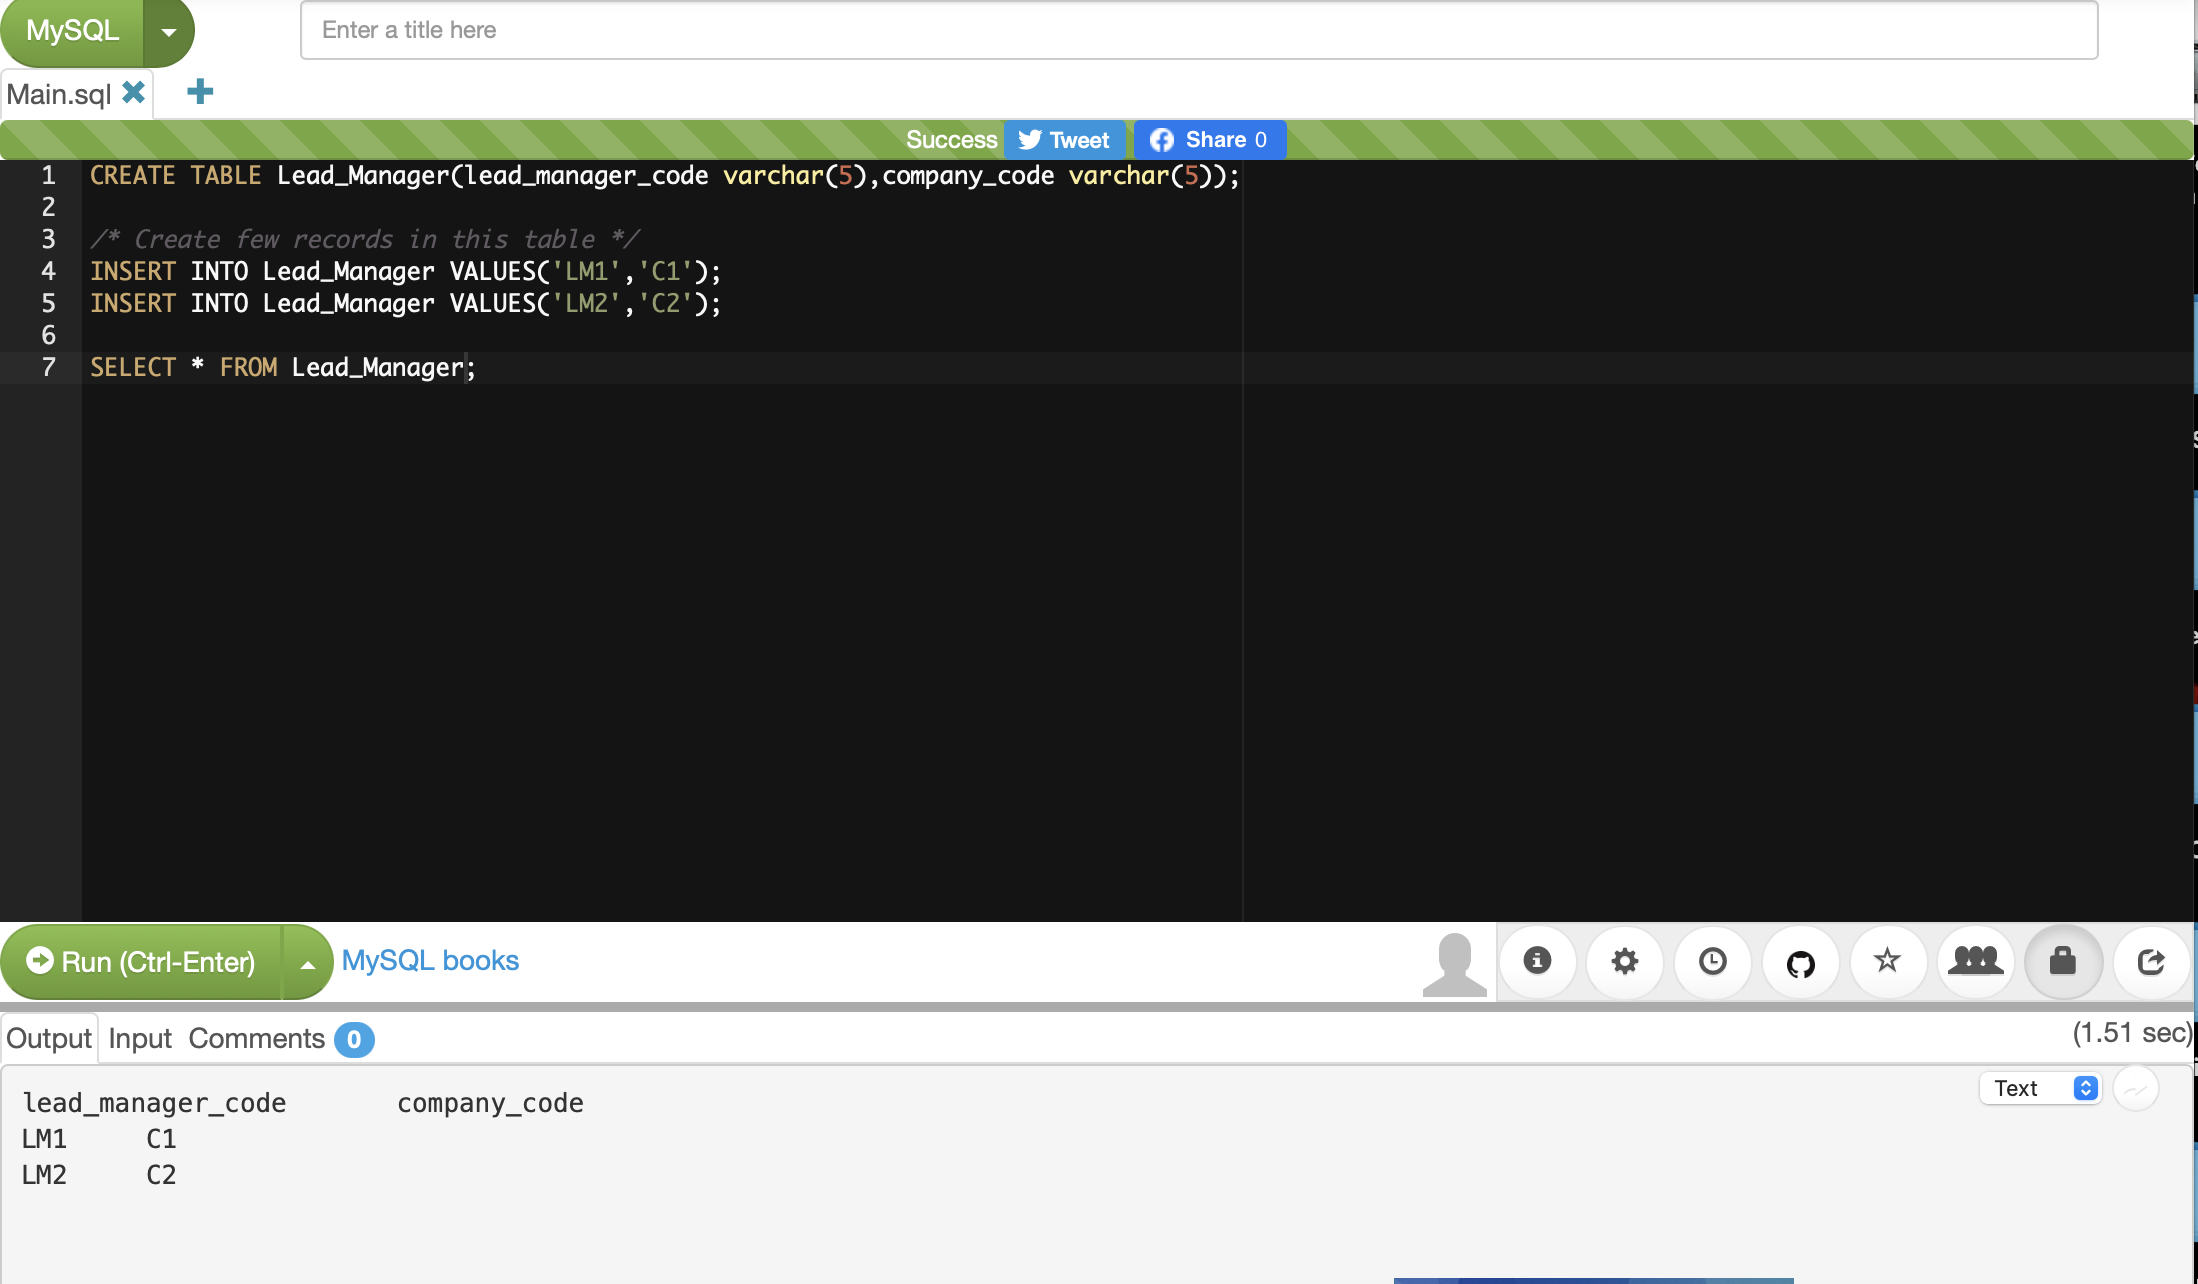 MySQL
Enter a title here
Main.sql
Success Tweet Share 0
1 CREATE TABLE Lead_Manager(lead_manager_code varchar(5),company_code varchar(5));
2
3 /* Create few records in this table */
4 INSERT INTO Lead_Manager VALUES('LM1','C1');
5 INSERT INTO Lead_Manager VALUES('LM2','C2');
6
7 SELECT * FROM Lead_Manager;
Run (Ctrl-Enter) MySQL books
Output Input Comments 0 (1.51 sec)
Text
lead_manager_code company_code
LM1 C1
LM2 C2